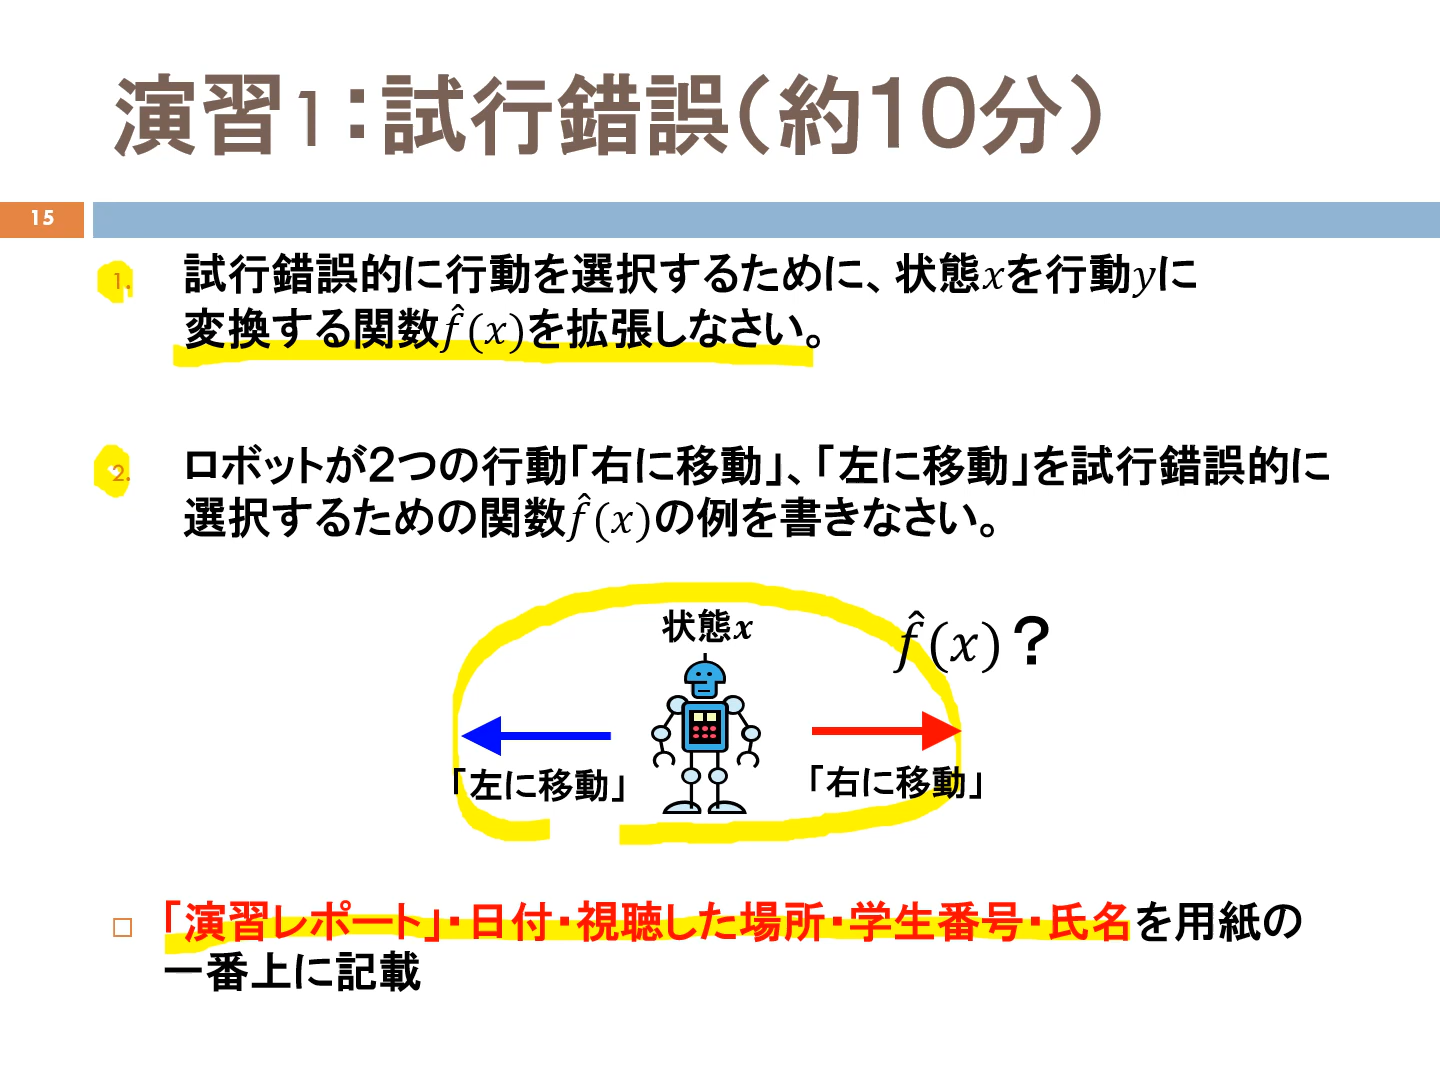 演習1：試行錯誤（約10分）
15
1. 試行錯誤的に行動を選択するために、状態xを行動yに
変換する関数f̂(x)を拡張しなさい。
2. ロボットが2つの行動「右に移動」、「左に移動」を試行錯誤的に
選択するための関数f̂(x)の例を書きなさい。
状態x
f̂(x)？
「左に移動」
「右に移動」
「演習レポート」・日付・視聴した場所・学生番号・氏名を用紙の
一番上に記載